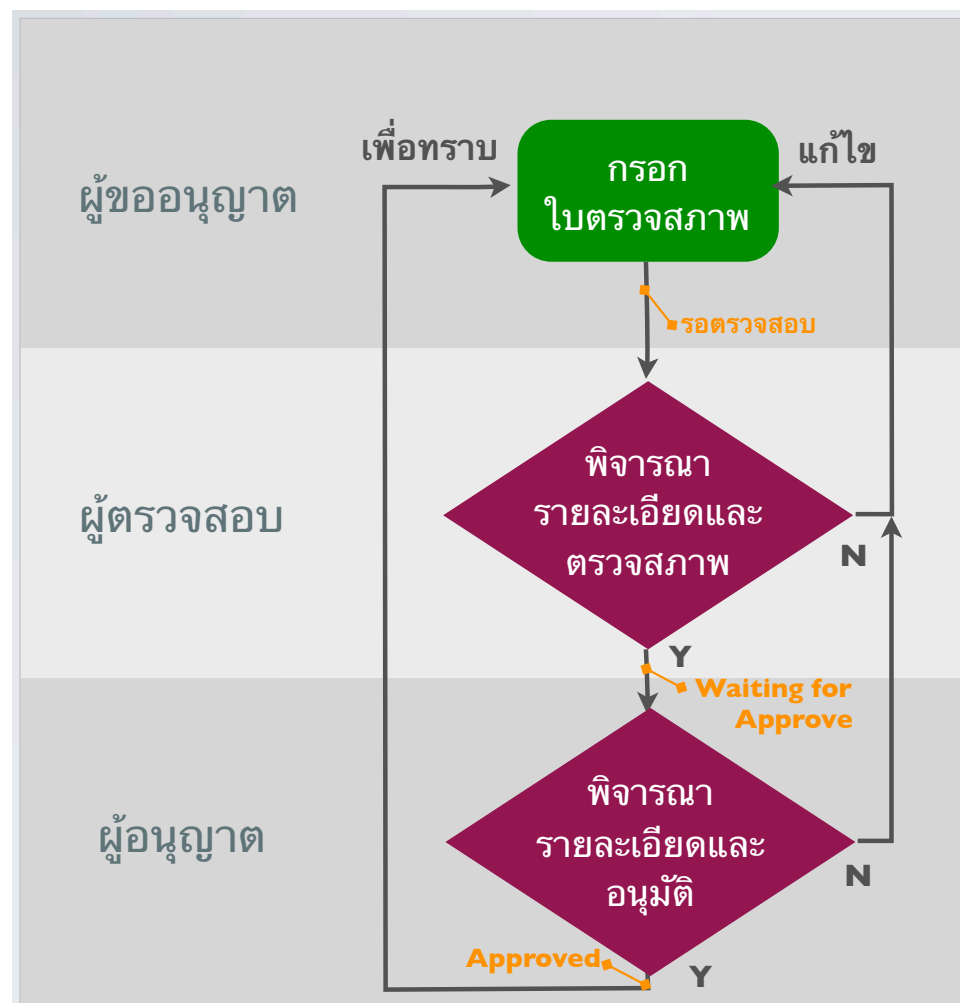 เพื่อทราบ
กรอก
ใบตรวจสภาพ
แก้ไข
ผู้ขออนุญาต
รอตรวจสอบ
ผู้ตรวจสอบ
พิจารณา
รายละเอียดและ
ตรวจสภาพ
N
Y
Waiting for
Approve
ผู้อนุญาต
พิจารณา
รายละเอียดและ
อนุมัติ
N
Approved
Y